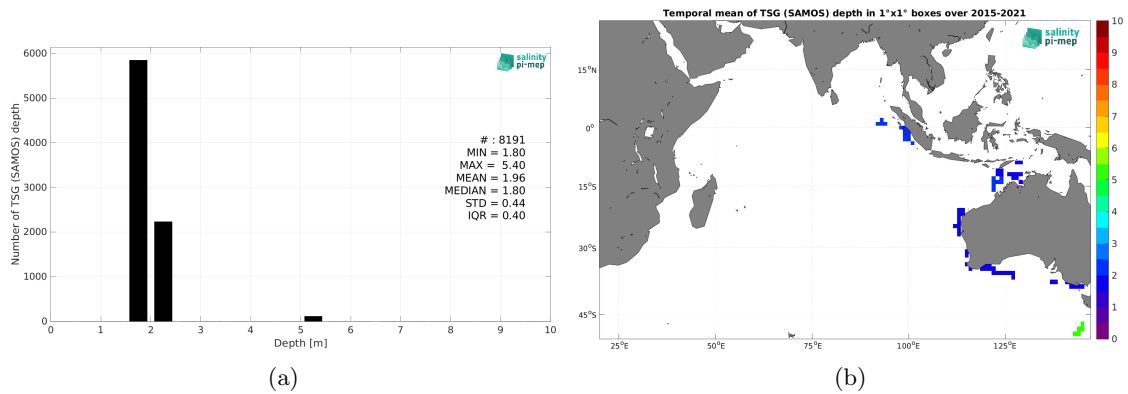 6000
5000
4000
3000
2000
1000
0
Number of TSG (SAMOS) depth
0 1 2 3 4 5 6 7 8 9 10
Depth [m]
salinity
pi-mep
# : 8191
MIN = 1.80
MAX = 5.40
MEAN = 1.96
MEDIAN = 1.80
STD = 0.44
IQR = 0.40
(a)
Temporal mean of TSG (SAMOS) depth in 1°x1° boxes over 2015-2021
salinity
pi-mep
15°N
0°
15°S
30°S
45°S
25°E 50°E 75°E 100°E 125°E
10
9
8
7
6
5
4
3
2
1
0
(b)